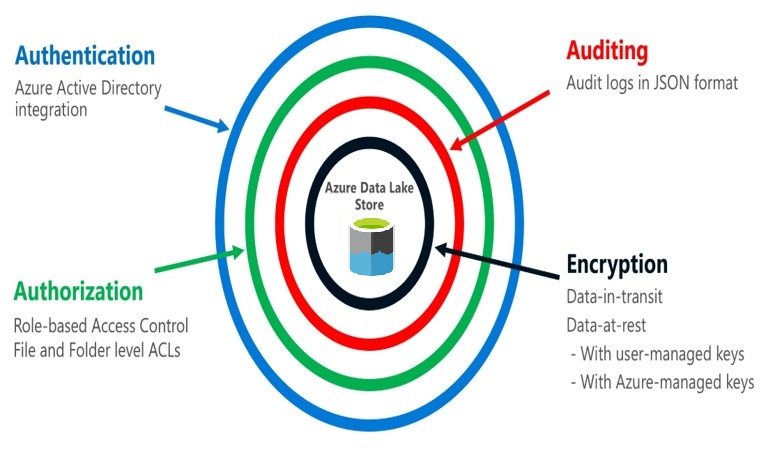 Authentication
Azure Active Directory
integration
Auditing
Audit logs in JSON format
Azure Data Lake
Store
Authorization
Role-based Access Control
File and Folder level ACLs
Encryption
Data-in-transit
Data-at-rest
- With user-managed keys
- With Azure-managed keys